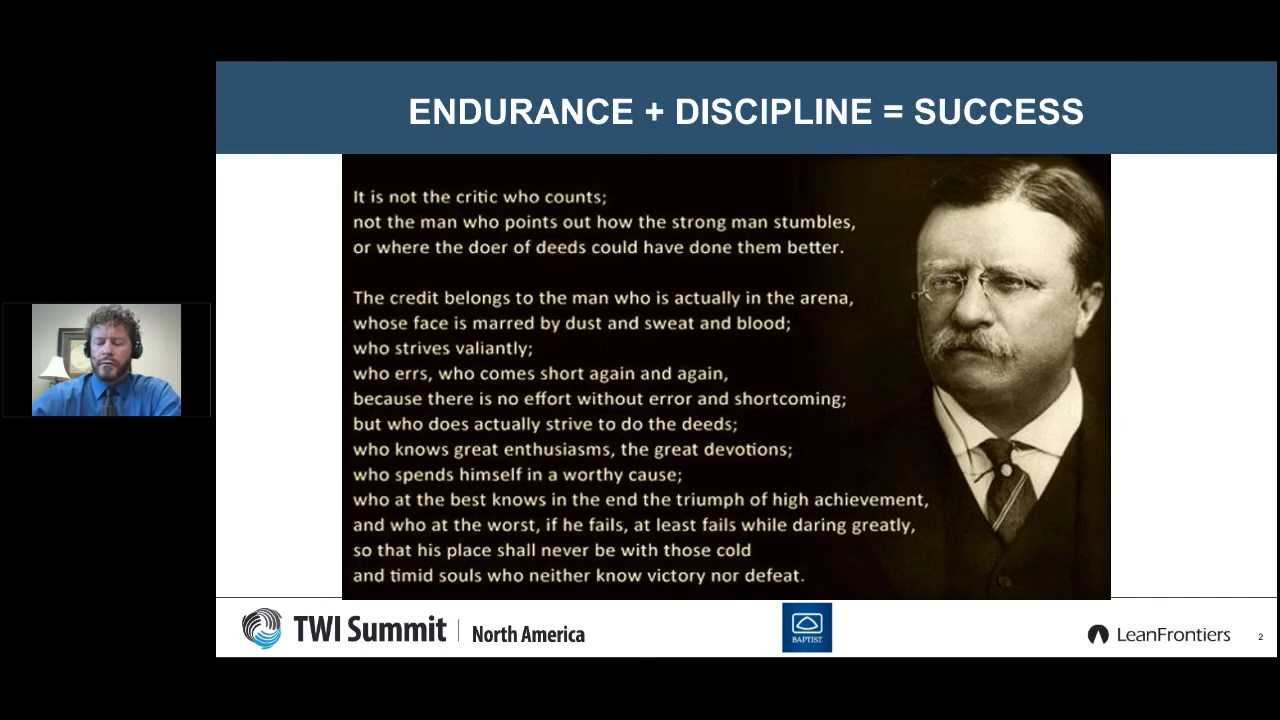 ENDURANCE + DISCIPLINE = SUCCESS
It is not the critic who counts;
not the man who points out how the strong man stumbles,
or where the doer of deeds could have done them better.
The credit belongs to the man who is actually in the arena,
whose face is marred by dust and sweat and blood;
who strives valiantly;
who errs, who comes short again and again,
because there is no effort without error and shortcoming;
but who does actually strive to do the deeds;
who knows great enthusiasms, the great devotions;
who spends himself in a worthy cause;
who at the best knows in the end the triumph of high achievement,
and who at the worst, if he fails, at least fails while daring greatly,
so that his place shall never be with those cold
and timid souls who neither know victory nor defeat.
TWI Summit | North America
BAPTIST
LeanFrontiers
2